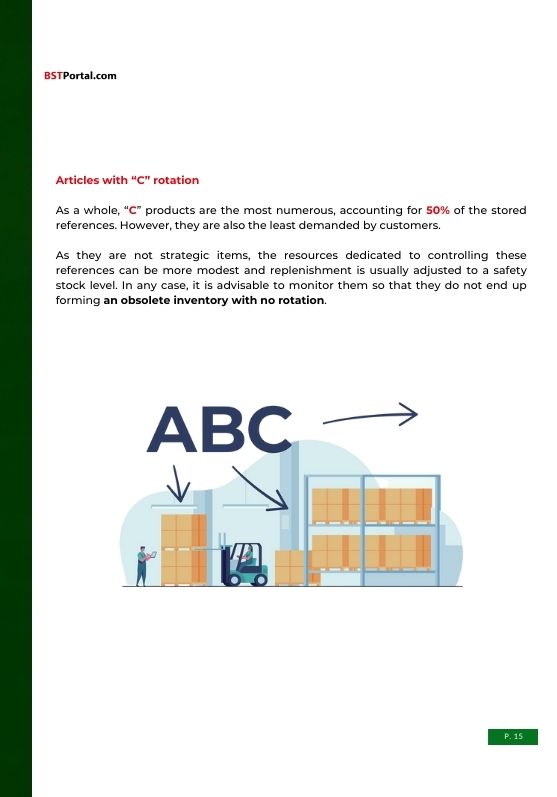 BSTPortal.com
Articles with “C” rotation
As a whole, “C” products are the most numerous, accounting for 50% of the stored
references. However, they are also the least demanded by customers.
As they are not strategic items, the resources dedicated to controlling these
references can be more modest and replenishment is usually adjusted to a safety
stock level. In any case, it is advisable to monitor them so that they do not end up
forming an obsolete inventory with no rotation.
ABC
P. 15